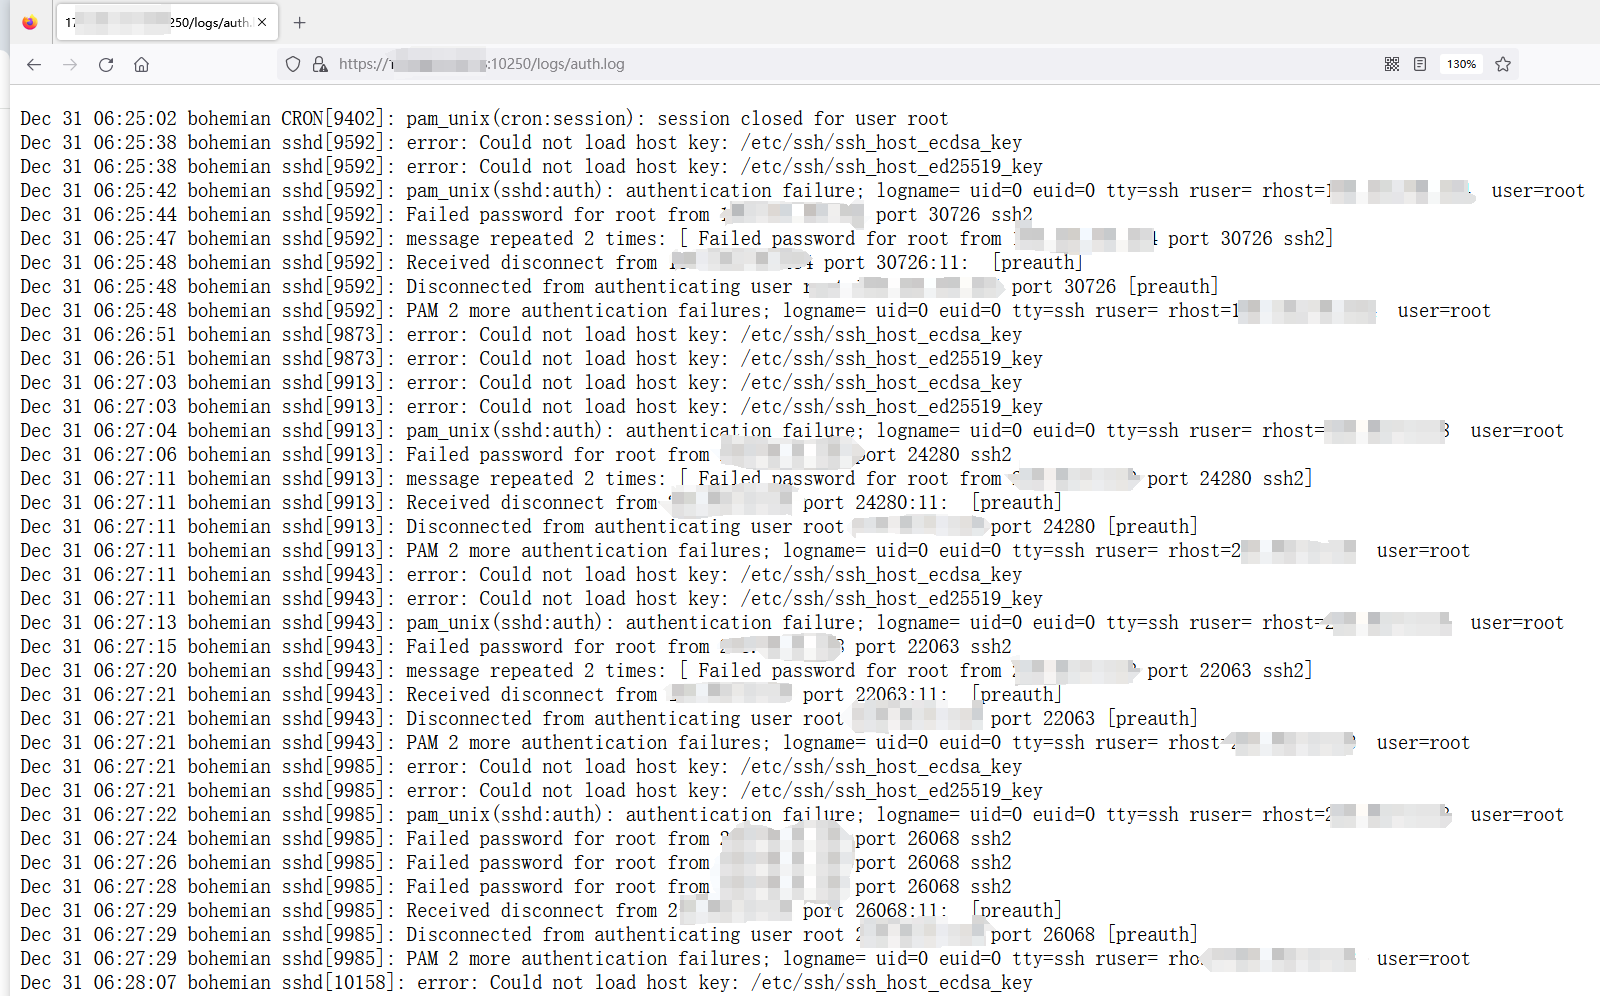 250/logs/auth.
https:// :10250/logs/auth.log
130%
Dec 31 06:25:02 bohemian CRON[9402]: pam_unix(cron:session): session closed for user root
Dec 31 06:25:38 bohemian sshd[9592]: error: Could not load host key: /etc/ssh/ssh_host_ecdsa_key
Dec 31 06:25:38 bohemian sshd[9592]: error: Could not load host key: /etc/ssh/ssh_host_ed25519_key
Dec 31 06:25:42 bohemian sshd[9592]: pam_unix(sshd:auth): authentication failure; logname= uid=0 euid=0 tty=ssh ruser= rhost= user=root
Dec 31 06:25:44 bohemian sshd[9592]: Failed password for root from port 30726 ssh2
Dec 31 06:25:47 bohemian sshd[9592]: message repeated 2 times: [ Failed password for root from port 30726 ssh2]
Dec 31 06:25:48 bohemian sshd[9592]: Received disconnect from port 30726:11: [preauth]
Dec 31 06:25:48 bohemian sshd[9592]: Disconnected from authenticating user port 30726 [preauth]
Dec 31 06:25:48 bohemian sshd[9592]: PAM 2 more authentication failures; logname= uid=0 euid=0 tty=ssh ruser= rhost= user=root
Dec 31 06:26:51 bohemian sshd[9873]: error: Could not load host key: /etc/ssh/ssh_host_ecdsa_key
Dec 31 06:26:51 bohemian sshd[9873]: error: Could not load host key: /etc/ssh/ssh_host_ed25519_key
Dec 31 06:27:03 bohemian sshd[9913]: error: Could not load host key: /etc/ssh/ssh_host_ecdsa_key
Dec 31 06:27:03 bohemian sshd[9913]: error: Could not load host key: /etc/ssh/ssh_host_ed25519_key
Dec 31 06:27:04 bohemian sshd[9913]: pam_unix(sshd:auth): authentication failure; logname= uid=0 euid=0 tty=ssh ruser= rhost= user=root
Dec 31 06:27:06 bohemian sshd[9913]: Failed password for root from port 24280 ssh2
Dec 31 06:27:11 bohemian sshd[9913]: message repeated 2 times: [ Failed password for root from port 24280 ssh2]
Dec 31 06:27:11 bohemian sshd[9913]: Received disconnect from port 24280:11: [preauth]
Dec 31 06:27:11 bohemian sshd[9913]: Disconnected from authenticating user root port 24280 [preauth]
Dec 31 06:27:11 bohemian sshd[9913]: PAM 2 more authentication failures; logname= uid=0 euid=0 tty=ssh ruser= rhost= user=root
Dec 31 06:27:11 bohemian sshd[9943]: error: Could not load host key: /etc/ssh/ssh_host_ecdsa_key
Dec 31 06:27:11 bohemian sshd[9943]: error: Could not load host key: /etc/ssh/ssh_host_ed25519_key
Dec 31 06:27:13 bohemian sshd[9943]: pam_unix(sshd:auth): authentication failure; logname= uid=0 euid=0 tty=ssh ruser= rhost= user=root
Dec 31 06:27:15 bohemian sshd[9943]: Failed password for root from port 22063 ssh2
Dec 31 06:27:20 bohemian sshd[9943]: message repeated 2 times: [ Failed password for root from port 22063 ssh2]
Dec 31 06:27:21 bohemian sshd[9943]: Received disconnect from port 22063:11: [preauth]
Dec 31 06:27:21 bohemian sshd[9943]: Disconnected from authenticating user root port 22063 [preauth]
Dec 31 06:27:21 bohemian sshd[9943]: PAM 2 more authentication failures; logname= uid=0 euid=0 tty=ssh ruser= rhost= user=root
Dec 31 06:27:21 bohemian sshd[9985]: error: Could not load host key: /etc/ssh/ssh_host_ecdsa_key
Dec 31 06:27:21 bohemian sshd[9985]: error: Could not load host key: /etc/ssh/ssh_host_ed25519_key
Dec 31 06:27:22 bohemian sshd[9985]: pam_unix(sshd:auth): authentication failure; logname= uid=0 euid=0 tty=ssh ruser= rhost= user=root
Dec 31 06:27:24 bohemian sshd[9985]: Failed password for root from port 26068 ssh2
Dec 31 06:27:26 bohemian sshd[9985]: Failed password for root from port 26068 ssh2
Dec 31 06:27:28 bohemian sshd[9985]: Failed password for root from port 26068 ssh2
Dec 31 06:27:29 bohemian sshd[9985]: Received disconnect from port 26068:11: [preauth]
Dec 31 06:27:29 bohemian sshd[9985]: Disconnected from authenticating user root port 26068 [preauth]
Dec 31 06:27:29 bohemian sshd[9985]: PAM 2 more authentication failures; logname= uid=0 euid=0 tty=ssh ruser= user=root
Dec 31 06:28:07 bohemian sshd[10158]: error: Could not load host key: /etc/ssh/ssh_host_ecdsa_key